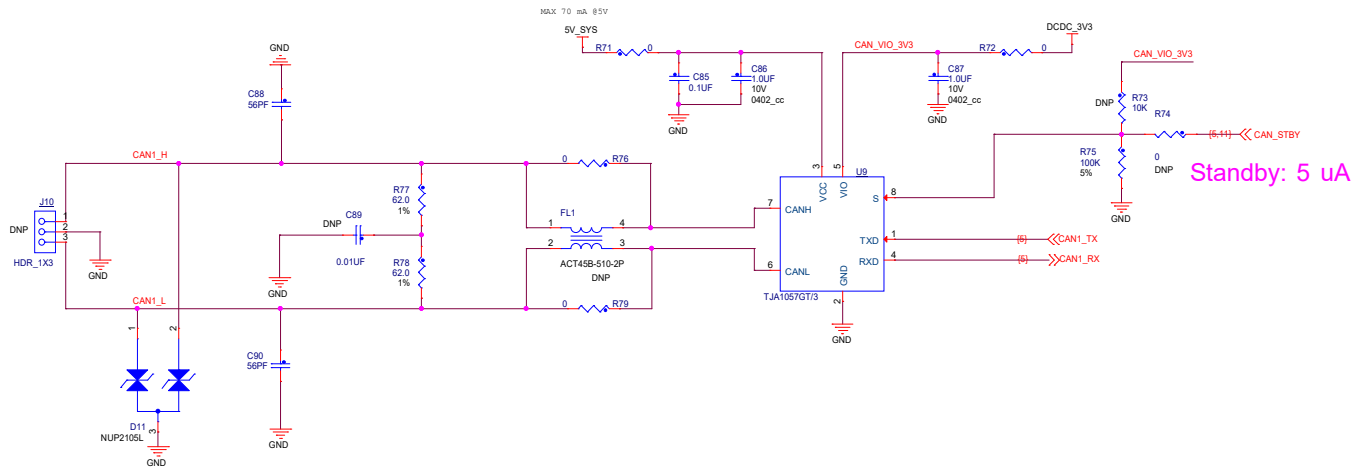 MAX 70 mA @5V
5V_SYS
R71 0
C85
0.1UF
C86
1.0UF
10V
0402_cc
GND
CAN_VIO_3V3
R72 0
DCDC_3V3
C87
1.0UF
10V
0402_cc
GND
CAN_VIO_3V3
DNP
R73
10K
R74
0
DNP
{5,11}
CAN_STBY
R75
100K
5%
GND
Standby: 5 uA
GND
C88
56PF
CAN1_H
J10
1
2
3
DNP
HDR_1X3
GND
R77
62.0
1%
DNP
C89
0.01UF
GND
R78
62.0
1%
0 R76
FL1
1 4
2 3
ACT45B-510-2P
DNP
0 R79
CAN1_L
1 2
D11
3
NUP2105L
GND
C90
56PF
GND
U9
3 5
VCC VIO
7 CANH
6 CANL
S 8
TXD 1
RXD 4
GND
2
TJA1057GT/3
GND
{5}
CAN1_TX
{5}
CAN1_RX